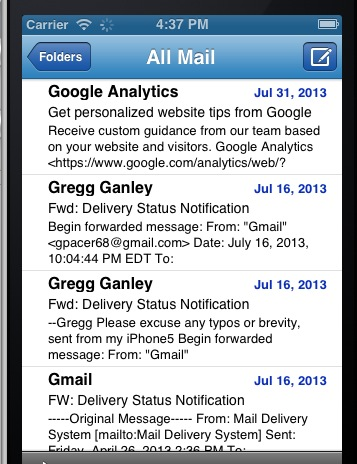 Carrier 4:37 PM
Folders All Mail
Google Analytics Jul 31, 2013
Get personalized website tips from Google
Receive custom guidance from our team based
on your website and visitors. Google Analytics
<https://www.google.com/analytics/web/?
Gregg Ganley Jul 16, 2013
Fwd: Delivery Status Notification
Begin forwarded message: From: "Gmail"
<gpacer68@gmail.com> Date: July 16, 2013,
10:04:44 PM EDT To:
Gregg Ganley Jul 16, 2013
Fwd: Delivery Status Notification
--Gregg Please excuse any typos or brevity,
sent from my iPhone5 Begin forwarded
message: From: "Gmail"
Gmail Jul 16, 2013
FW: Delivery Status Notification
-----Original Message----- From: Mail Delivery
System [mailto:Mail Delivery System] Sent:
Friday, April 26, 2013 2:36 PM To: